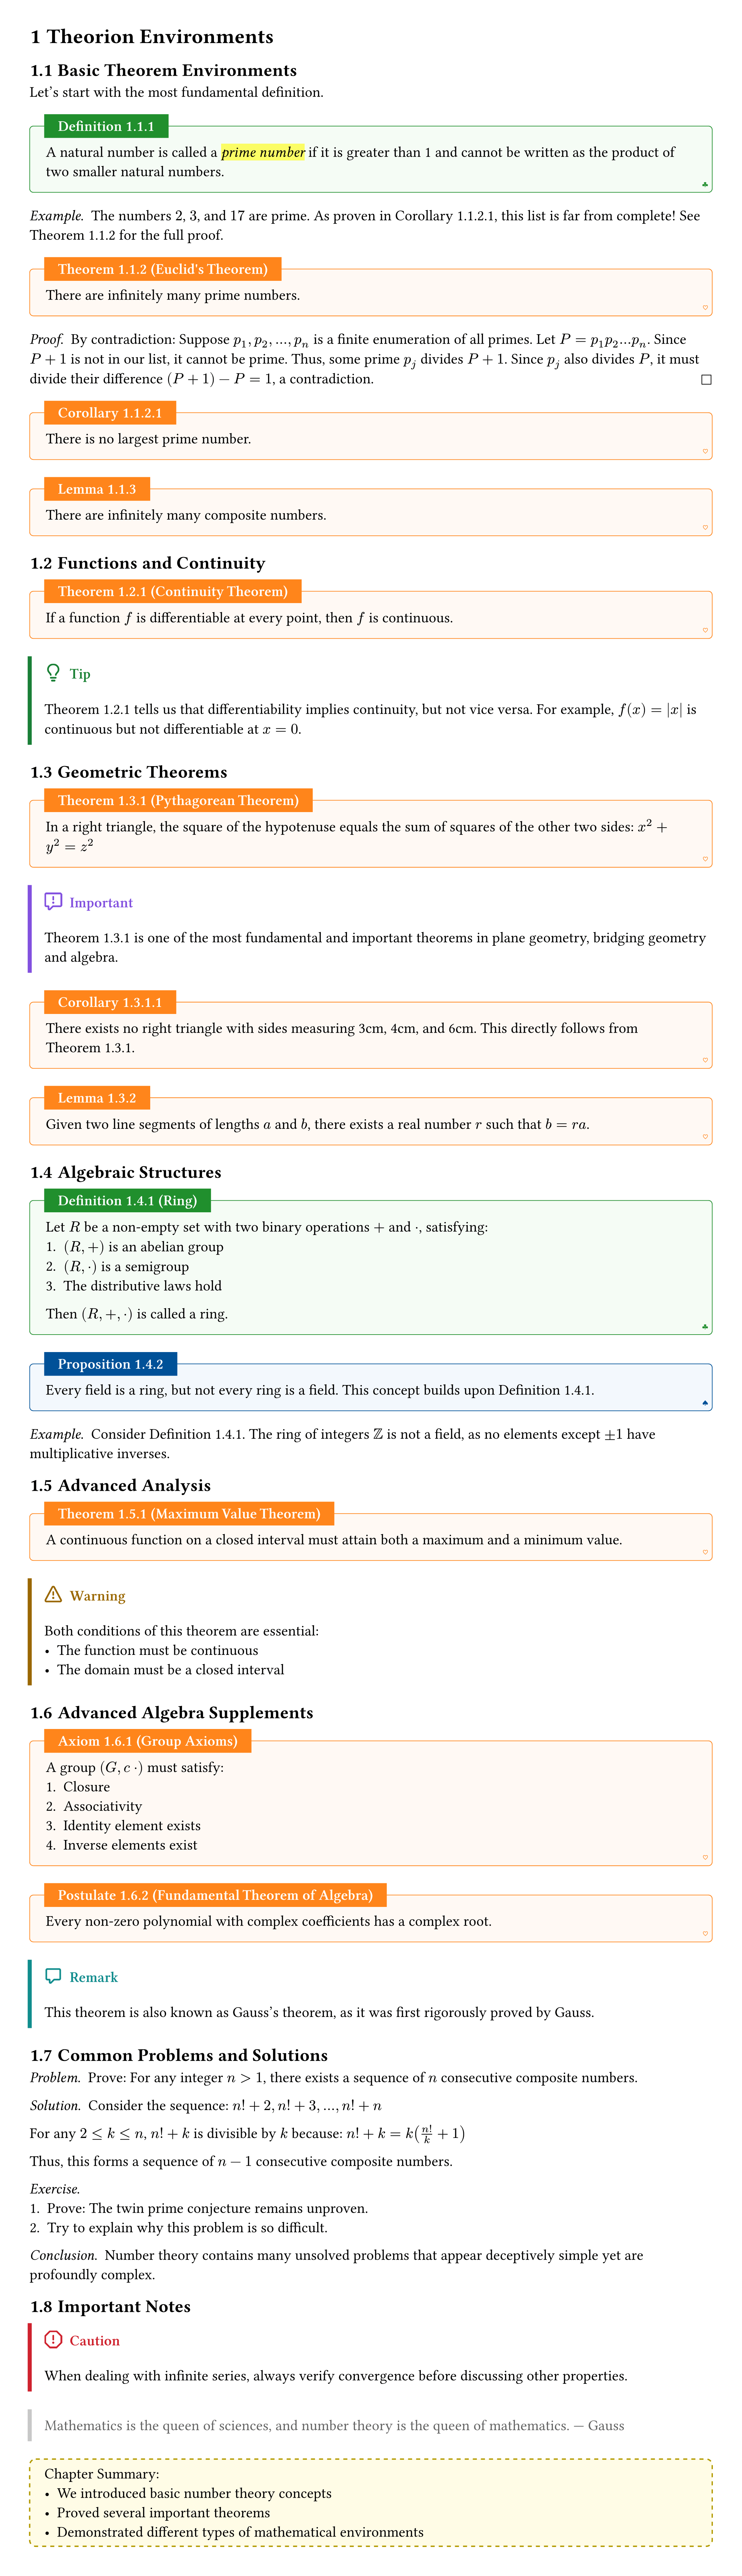 1 Theorion Environments
1.1 Basic Theorem Environments
Let's start with the most fundamental definition.
Definition 1.1.1
A natural number is called a prime number if it is greater than 1 and cannot be written as the product of
two smaller natural numbers.
♣
Example. The numbers 2, 3, and 17 are prime. As proven in Corollary 1.1.2.1, this list is far from complete! See
Theorem 1.1.2 for the full proof.
Theorem 1.1.2 (Euclid's Theorem)
There are infinitely many prime numbers.
♡
Proof. By contradiction: Suppose p₁, p₂, …, pₙ is a finite enumeration of all primes. Let P = p₁p₂…pₙ. Since
P + 1 is not in our list, it cannot be prime. Thus, some prime pⱼ divides P + 1. Since pⱼ also divides P, it must
divide their difference (P + 1) − P = 1, a contradiction. □
Corollary 1.1.2.1
There is no largest prime number.
♡
Lemma 1.1.3
There are infinitely many composite numbers.
♡
1.2 Functions and Continuity
Theorem 1.2.1 (Continuity Theorem)
If a function f is differentiable at every point, then f is continuous.
♡
Tip
Theorem 1.2.1 tells us that differentiability implies continuity, but not vice versa. For example, f(x) = |x| is
continuous but not differentiable at x = 0.
1.3 Geometric Theorems
Theorem 1.3.1 (Pythagorean Theorem)
In a right triangle, the square of the hypotenuse equals the sum of squares of the other two sides: x² +
y² = z²
♡
Important
Theorem 1.3.1 is one of the most fundamental and important theorems in plane geometry, bridging geometry
and algebra.
Corollary 1.3.1.1
There exists no right triangle with sides measuring 3cm, 4cm, and 6cm. This directly follows from
Theorem 1.3.1.
♡
Lemma 1.3.2
Given two line segments of lengths a and b, there exists a real number r such that b = ra.
♡
1.4 Algebraic Structures
Definition 1.4.1 (Ring)
Let R be a non-empty set with two binary operations + and ·, satisfying:
1. (R, +) is an abelian group
2. (R, ·) is a semigroup
3. The distributive laws hold
Then (R, +, ·) is called a ring.
♣
Proposition 1.4.2
Every field is a ring, but not every ring is a field. This concept builds upon Definition 1.4.1.
♠
Example. Consider Definition 1.4.1. The ring of integers ℤ is not a field, as no elements except ±1 have
multiplicative inverses.
1.5 Advanced Analysis
Theorem 1.5.1 (Maximum Value Theorem)
A continuous function on a closed interval must attain both a maximum and a minimum value.
♡
Warning
Both conditions of this theorem are essential:
• The function must be continuous
• The domain must be a closed interval
1.6 Advanced Algebra Supplements
Axiom 1.6.1 (Group Axioms)
A group (G, c ·) must satisfy:
1. Closure
2. Associativity
3. Identity element exists
4. Inverse elements exist
♡
Postulate 1.6.2 (Fundamental Theorem of Algebra)
Every non-zero polynomial with complex coefficients has a complex root.
♡
Remark
This theorem is also known as Gauss's theorem, as it was first rigorously proved by Gauss.
1.7 Common Problems and Solutions
Problem. Prove: For any integer n > 1, there exists a sequence of n consecutive composite numbers.
Solution. Consider the sequence: n! + 2, n! + 3, …, n! + n
For any 2 ≤ k ≤ n, n! + k is divisible by k because: n! + k = k(n!/k + 1)
Thus, this forms a sequence of n − 1 consecutive composite numbers.
Exercise.
1. Prove: The twin prime conjecture remains unproven.
2. Try to explain why this problem is so difficult.
Conclusion. Number theory contains many unsolved problems that appear deceptively simple yet are
profoundly complex.
1.8 Important Notes
Caution
When dealing with infinite series, always verify convergence before discussing other properties.
Mathematics is the queen of sciences, and number theory is the queen of mathematics. — Gauss
Chapter Summary:
• We introduced basic number theory concepts
• Proved several important theorems
• Demonstrated different types of mathematical environments